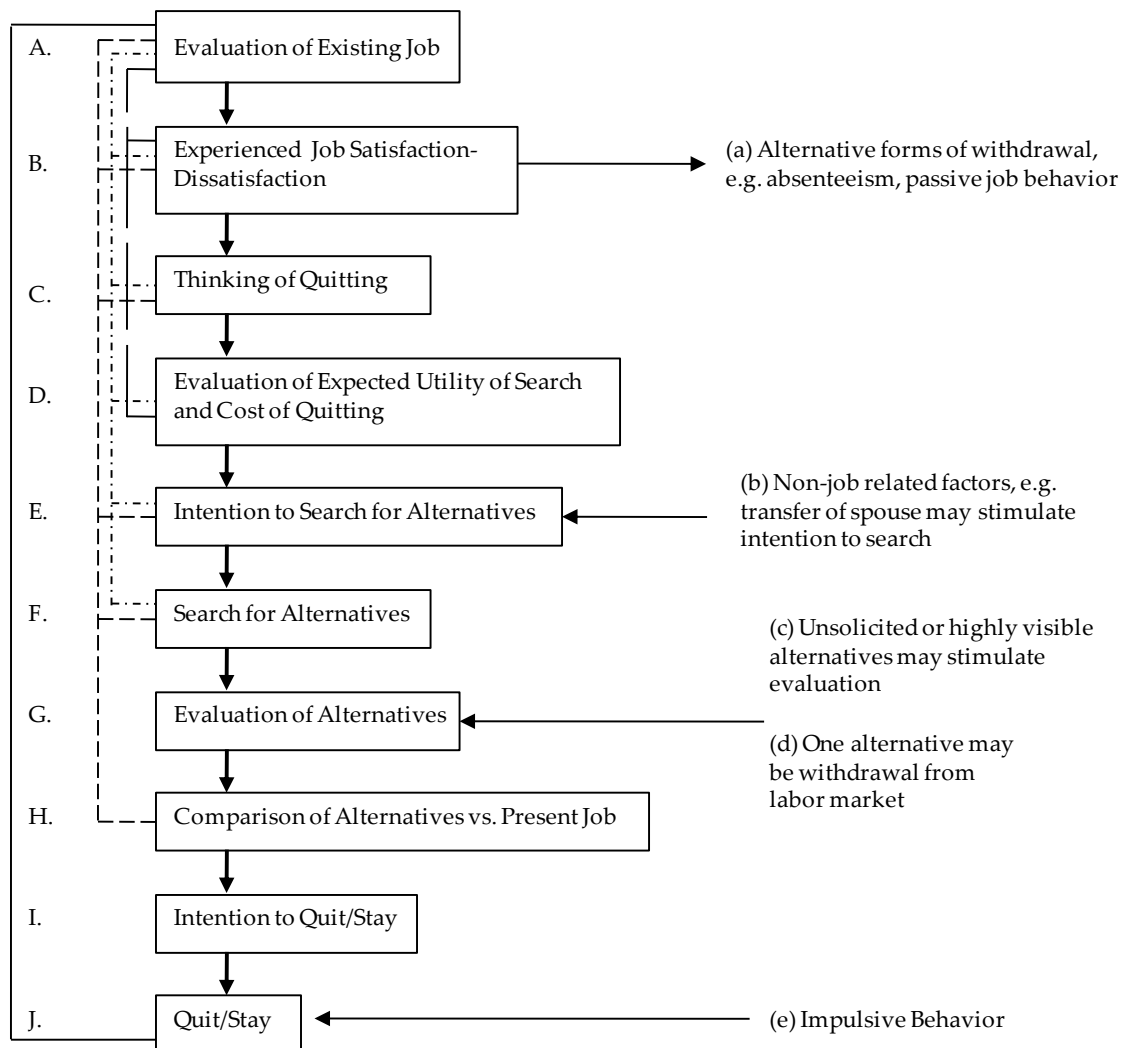 A.
Evaluation of Existing Job
B.
Experienced Job Satisfaction-
Dissatisfaction
(a) Alternative forms of withdrawal,
e.g. absenteeism, passive job behavior
C.
Thinking of Quitting
D.
Evaluation of Expected Utility of Search
and Cost of Quitting
E.
Intention to Search for Alternatives
(b) Non-job related factors, e.g.
transfer of spouse may stimulate
intention to search
F.
Search for Alternatives
(c) Unsolicited or highly visible
alternatives may stimulate
evaluation
G.
Evaluation of Alternatives
(d) One alternative may
be withdrawal from
labor market
H.
Comparison of Alternatives vs. Present Job
I.
Intention to Quit/Stay
J.
Quit/Stay
(e) Impulsive Behavior